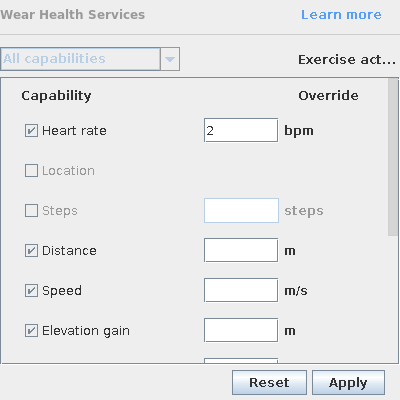 Wear Health Services Learn more
All capabilities Exercise act...
Capability Override
Heart rate 2 bpm
Location
Steps steps
Distance m
Speed m/s
Elevation gain m
Reset Apply